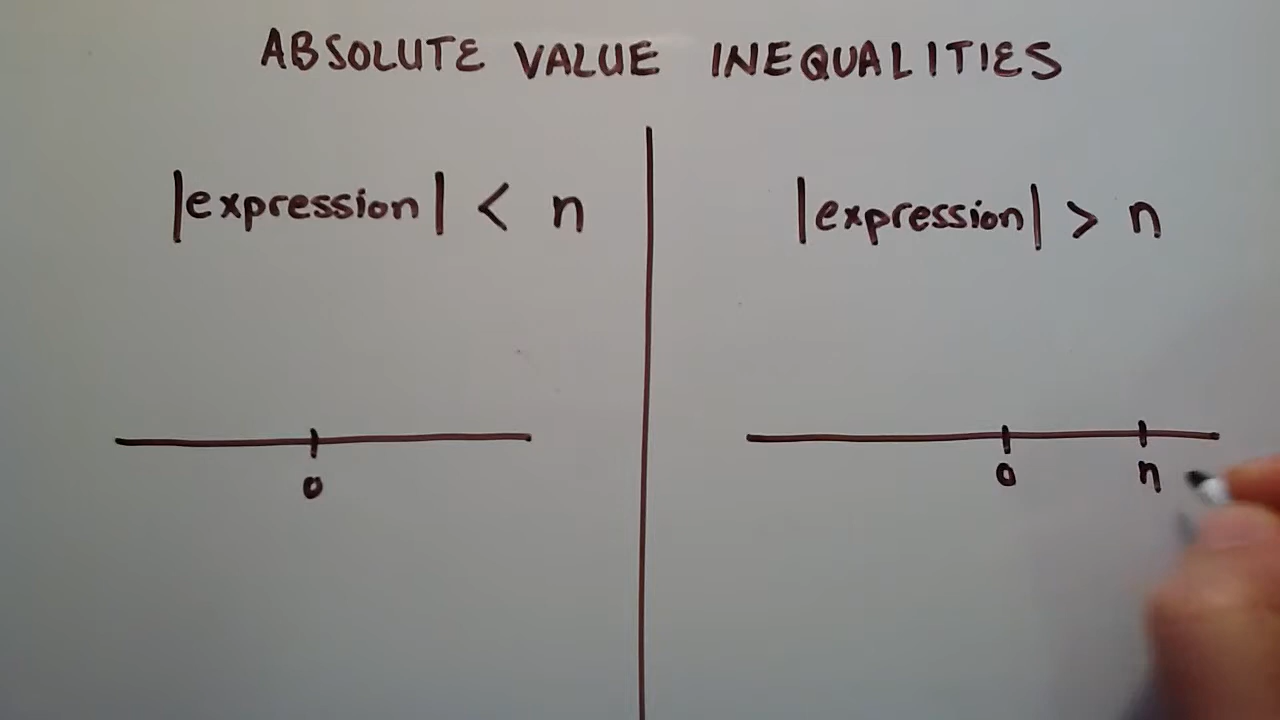 ABSOLUTE VALUE INEQUALITIES
|expression| < n
|expression| > n
0
0 n